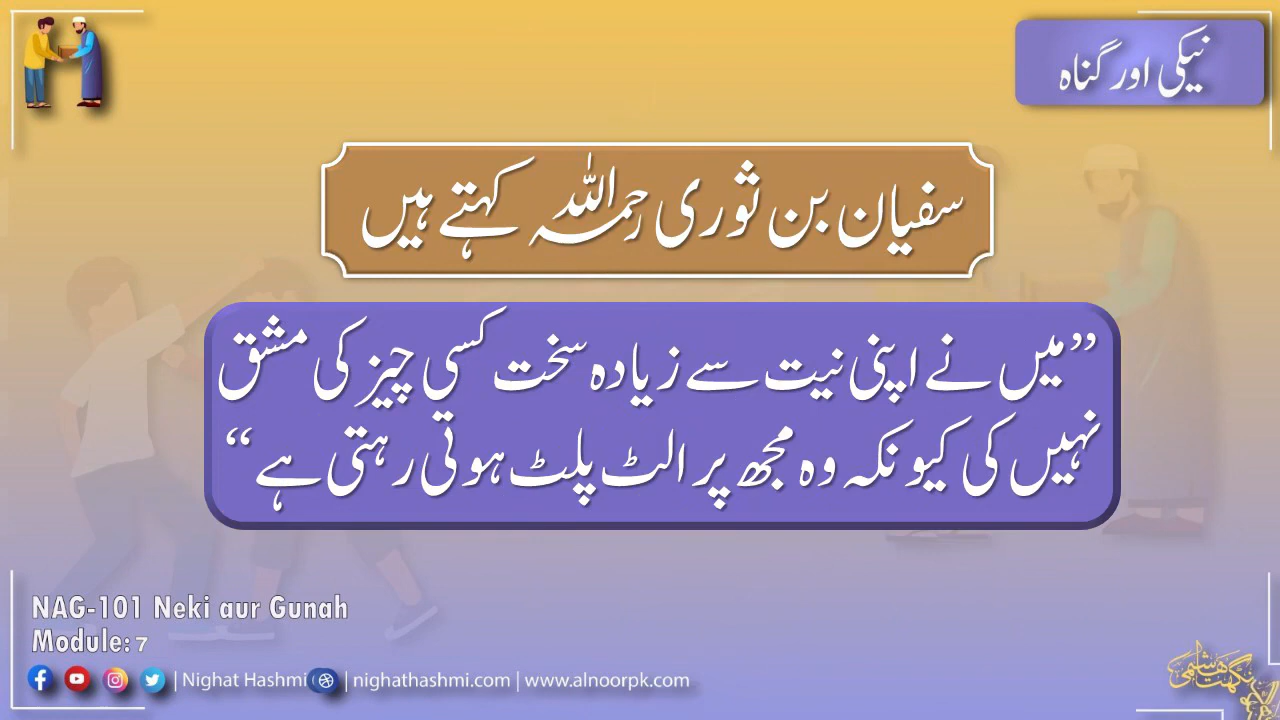 نیکی اور گناہ
سفیان بن ثوری رحمہ اللہ کہتے ہیں
”میں نے اپنی نیت سے زیادہ سخت کسی چیز کی مشق
نہیں کی کیونکہ وہ مجھ پر الٹ پلٹ ہوتی رہتی ہے“
NAG-101 Neki aur Gunah
Module: 7
| Nighat Hashmi | nighathashmi.com | www.alnoorpk.com
نگہت ہاشمی